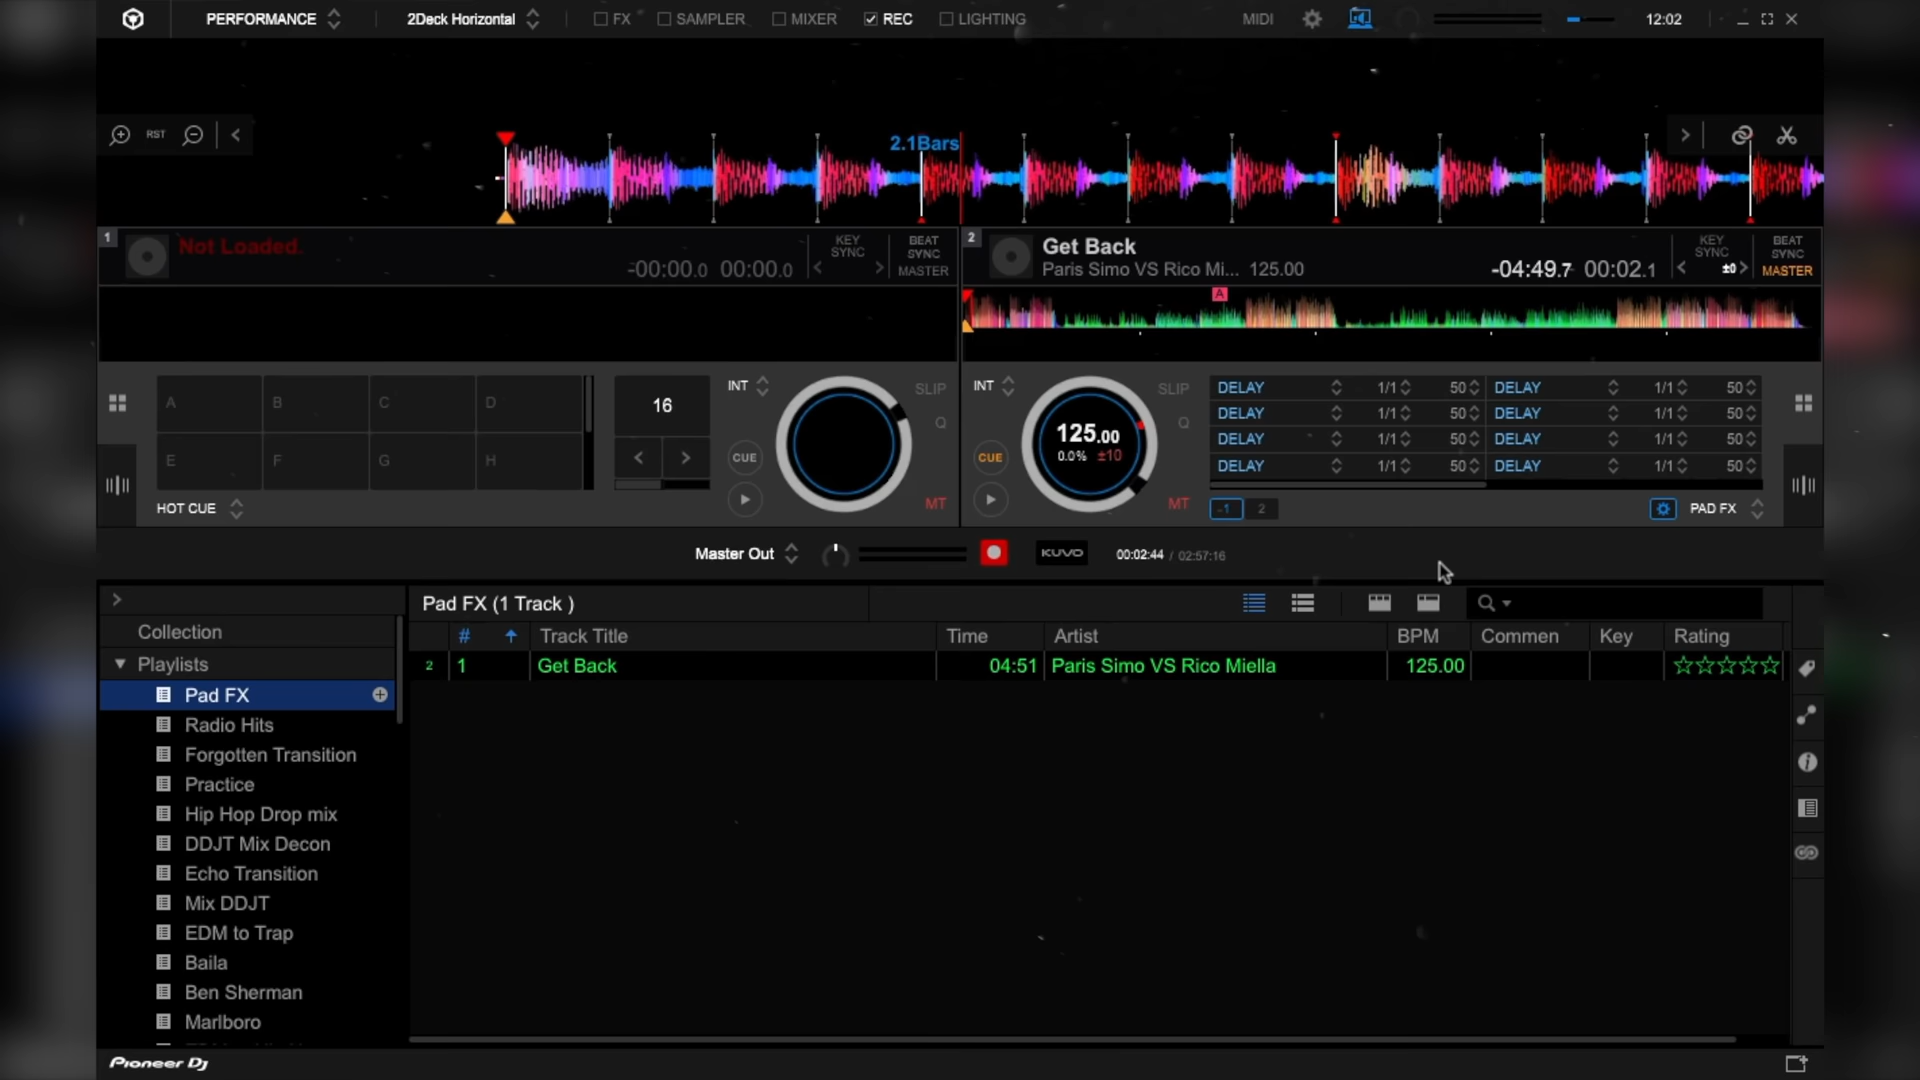 PERFORMANCE 2Deck Horizontal FX SAMPLER MIXER REC LIGHTING MIDI 12:02
RST
2.1Bars
1
Not Loaded.
-00:00.0 00:00.0
KEY SYNC
BEAT SYNC
MASTER
2
Get Back
Paris Simo VS Rico Mi... 125.00
-04:49.7 00:02.1
KEY SYNC
±0
BEAT SYNC
MASTER
A
A B C D
E F G H
HOT CUE
16
INT
SLIP
Q
CUE
MT
INT
SLIP
Q
CUE
125.00
0.0% ±10
MT
DELAY 1/1 50 DELAY 1/1 50
DELAY 1/1 50 DELAY 1/1 50
DELAY 1/1 50 DELAY 1/1 50
DELAY 1/1 50 DELAY 1/1 50
1 2
PAD FX
Master Out KUVO 00:02:44 / 02:57:16
Collection
Playlists
Pad FX
Radio Hits
Forgotten Transition
Practice
Hip Hop Drop mix
DDJT Mix Decon
Echo Transition
Mix DDJT
EDM to Trap
Baila
Ben Sherman
Marlboro
Pad FX (1 Track )
# Track Title Time Artist BPM Commen Key Rating
2 1 Get Back 04:51 Paris Simo VS Rico Miella 125.00
Pioneer Dj